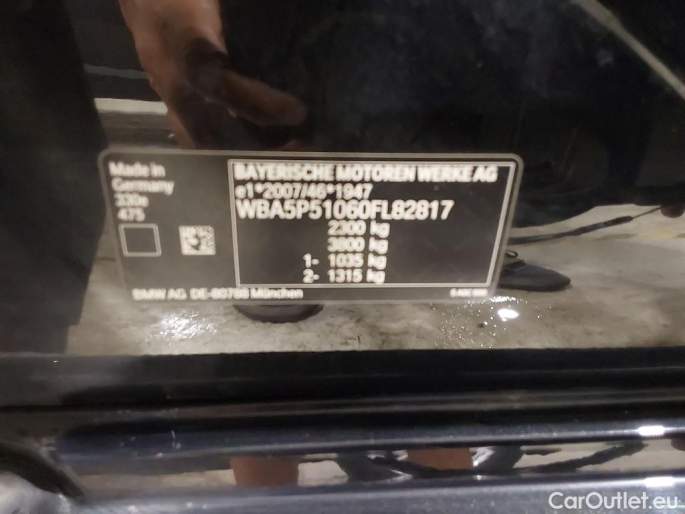 Made in
Germany
330e
475
BAYERISCHE MOTOREN WERKE AG
e1*2007/46*1947
WBA5P51060FL82817
2300 kg
3800 kg
1- 1035 kg
2- 1315 kg
BMW AG DE-80788 München
CarOutlet.eu